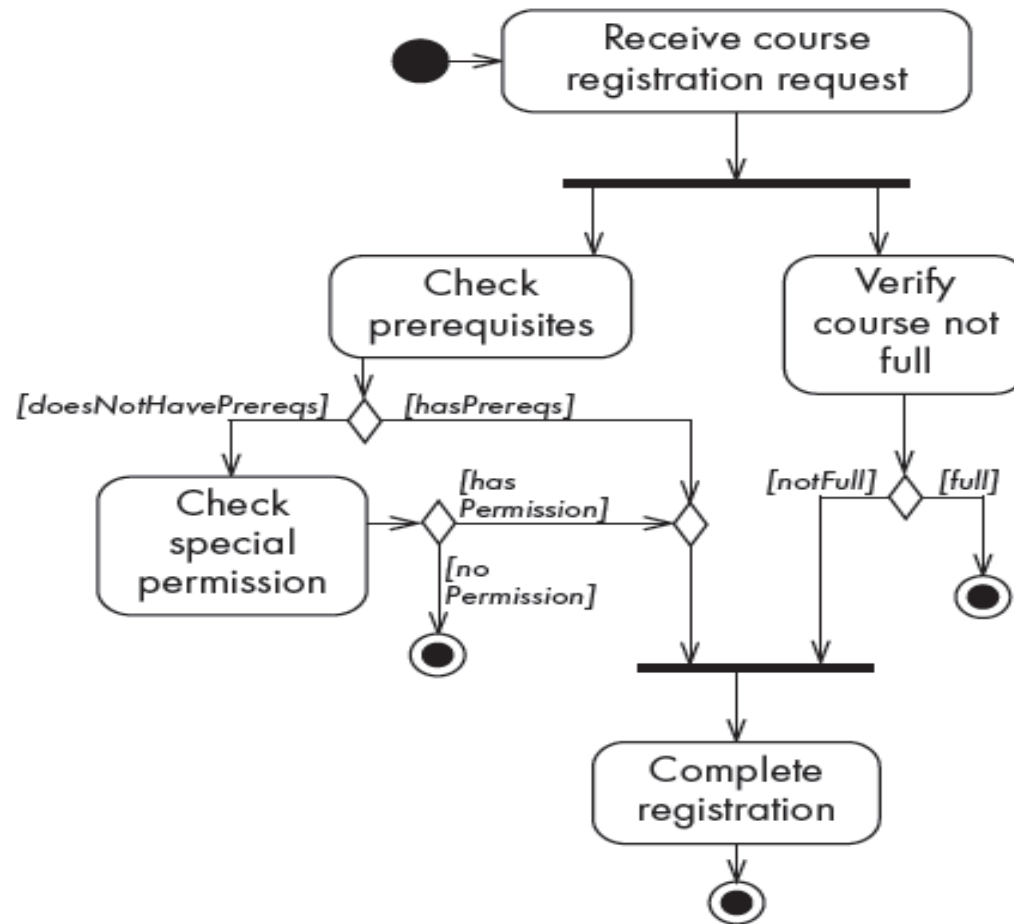 Receive course
registration request
Check
prerequisites
Verify
course not
full
[doesNotHavePrereqs]
[hasPrereqs]
[notFull]
[full]
Check
special
permission
[has
Permission]
[no
Permission]
Complete
registration